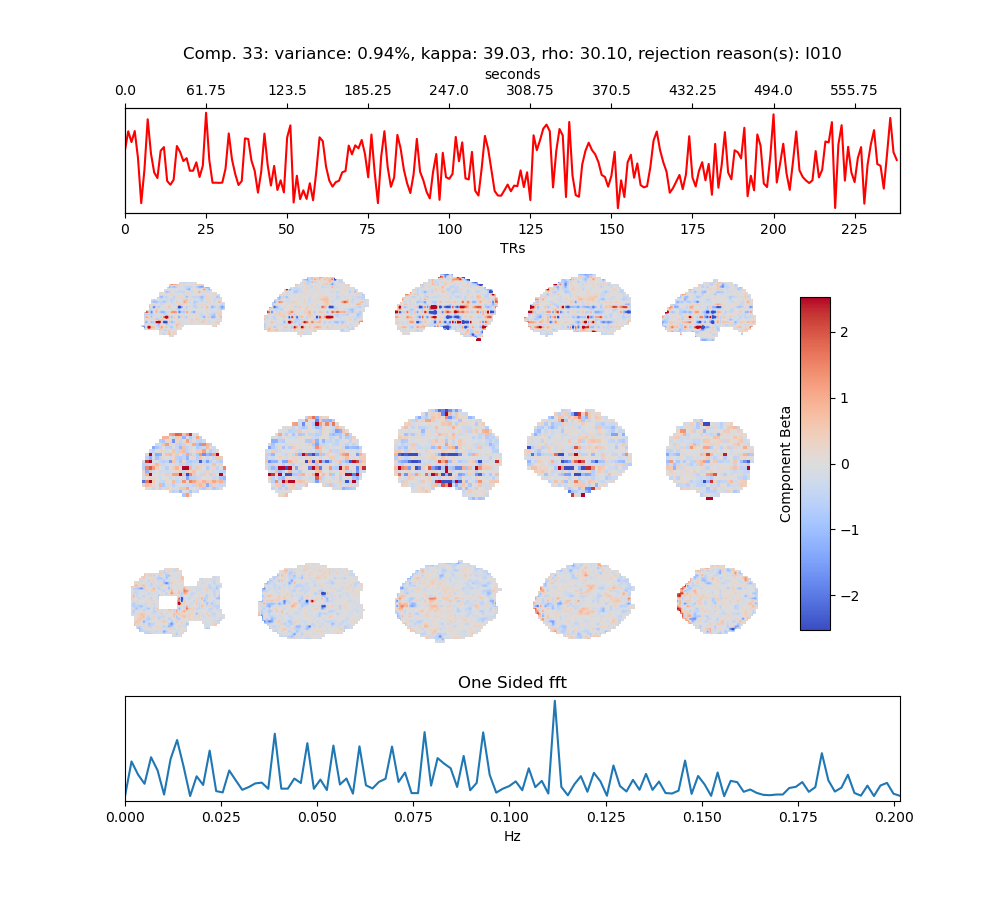 Comp. 33: variance: 0.94%, kappa: 39.03, rho: 30.10, rejection reason(s): I010
seconds
0.0 61.75 123.5 185.25 247.0 308.75 370.5 432.25 494.0 555.75
0 25 50 75 100 125 150 175 200 225
TRs
2
1
0
−1
−2
Component Beta
One Sided fft
0.000 0.025 0.050 0.075 0.100 0.125 0.150 0.175 0.200
Hz